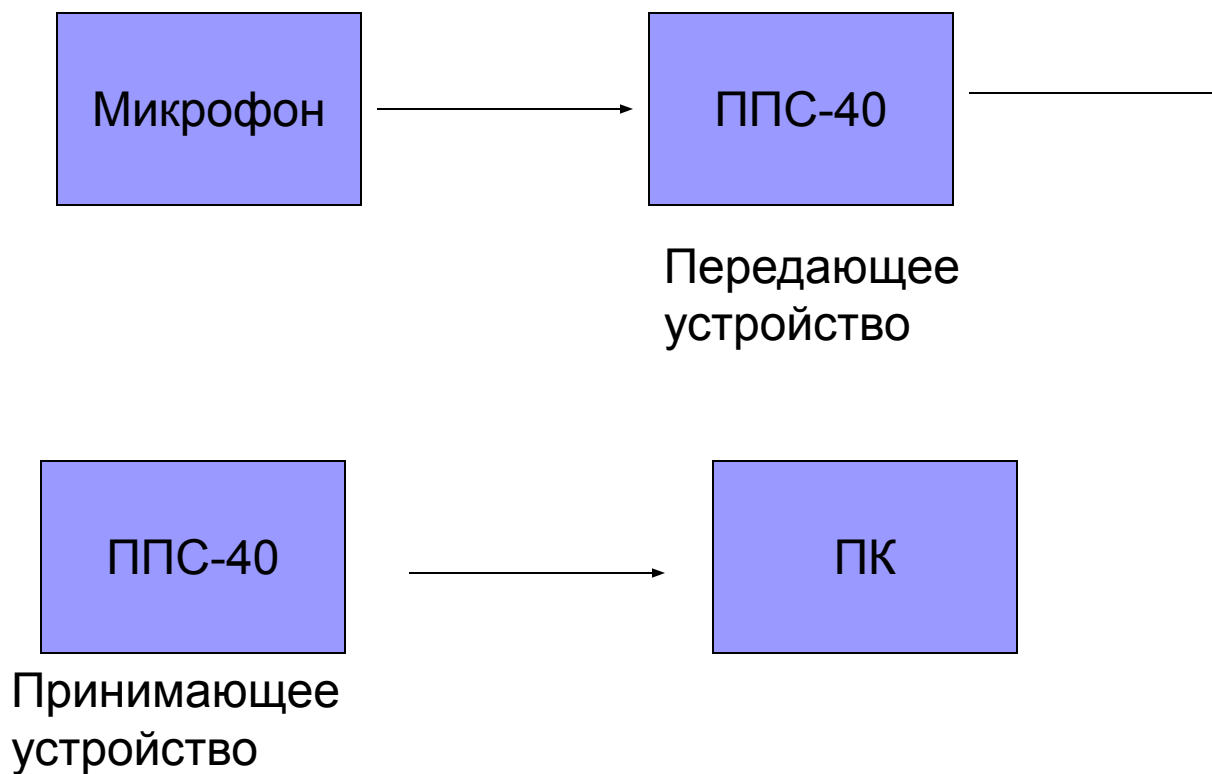 Микрофон
ППС-40
Передающее
устройство
ППС-40
ПК
Принимающее
устройство